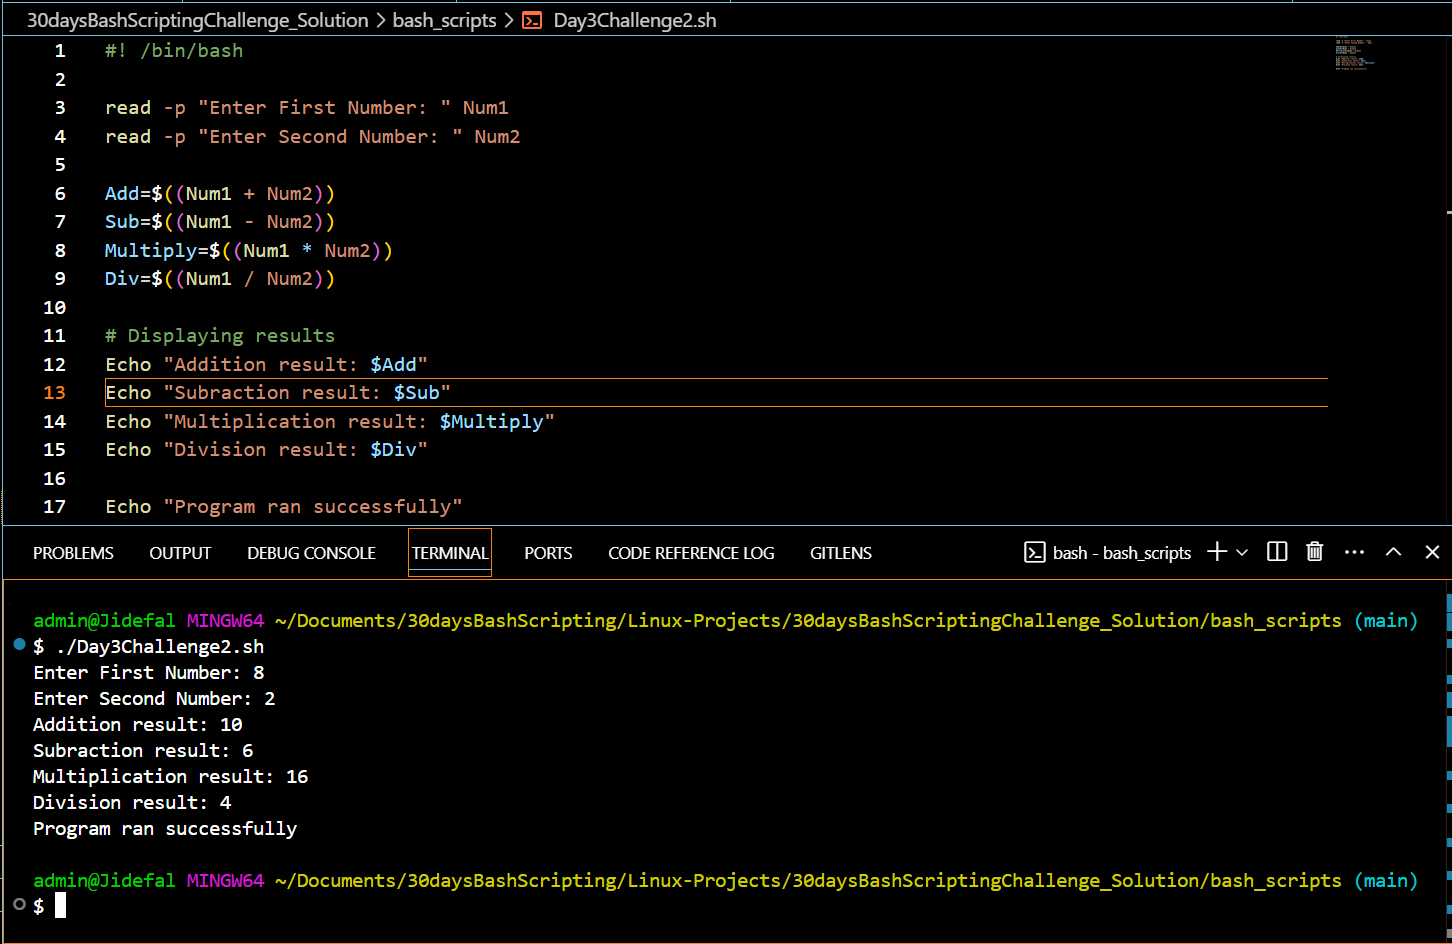 30daysBashScriptingChallenge_Solution > bash_scripts > Day3Challenge2.sh
1 #! /bin/bash
2
3 read -p "Enter First Number: " Num1
4 read -p "Enter Second Number: " Num2
5
6 Add=$((Num1 + Num2))
7 Sub=$((Num1 - Num2))
8 Multiply=$((Num1 * Num2))
9 Div=$((Num1 / Num2))
10
11 # Displaying results
12 Echo "Addition result: $Add"
13 Echo "Subraction result: $Sub"
14 Echo "Multiplication result: $Multiply"
15 Echo "Division result: $Div"
16
17 Echo "Program ran successfully"
PROBLEMS OUTPUT DEBUG CONSOLE TERMINAL PORTS CODE REFERENCE LOG GITLENS bash - bash_scripts
admin@Jidefal MINGW64 ~/Documents/30daysBashScripting/Linux-Projects/30daysBashScriptingChallenge_Solution/bash_scripts (main)
$ ./Day3Challenge2.sh
Enter First Number: 8
Enter Second Number: 2
Addition result: 10
Subraction result: 6
Multiplication result: 16
Division result: 4
Program ran successfully
admin@Jidefal MINGW64 ~/Documents/30daysBashScripting/Linux-Projects/30daysBashScriptingChallenge_Solution/bash_scripts (main)
$